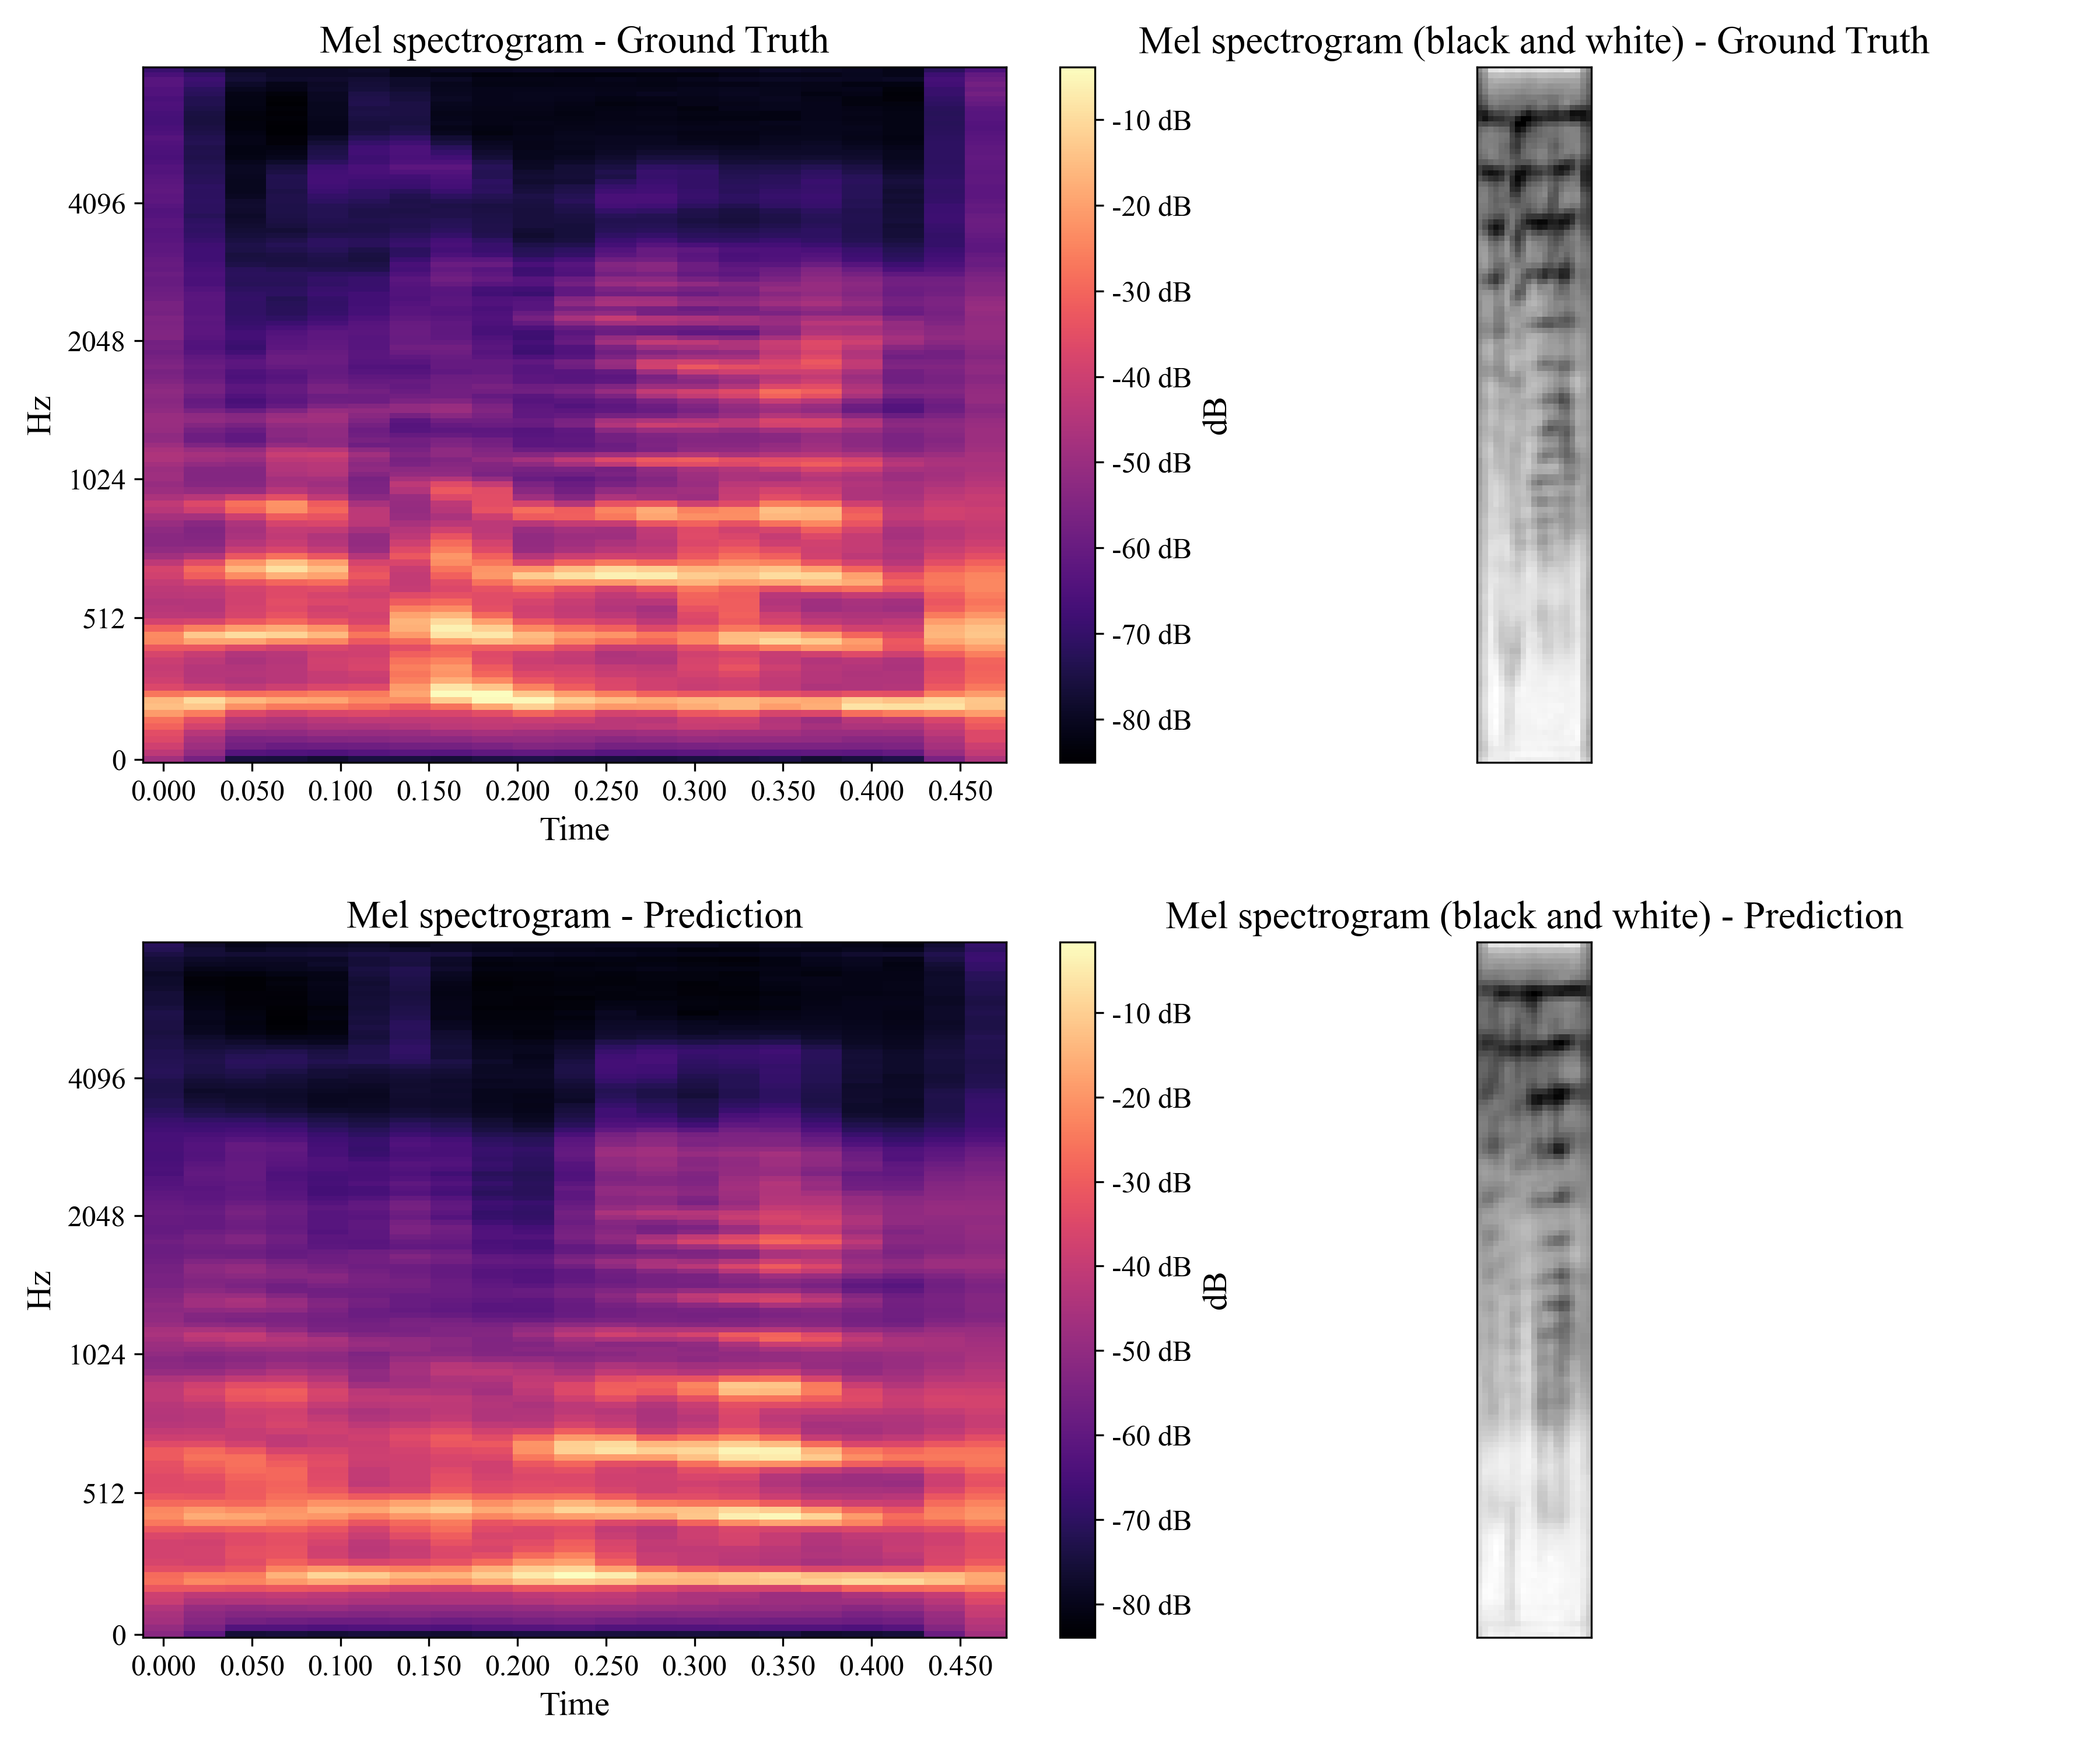 Mel spectrogram - Ground Truth
Mel spectrogram (black and white) - Ground Truth
Hz
4096
2048
1024
512
0
0.000 0.050 0.100 0.150 0.200 0.250 0.300 0.350 0.400 0.450
Time
-10 dB
-20 dB
-30 dB
-40 dB
-50 dB
-60 dB
-70 dB
-80 dB
dB
Mel spectrogram - Prediction
Mel spectrogram (black and white) - Prediction
Hz
4096
2048
1024
512
0
0.000 0.050 0.100 0.150 0.200 0.250 0.300 0.350 0.400 0.450
Time
-10 dB
-20 dB
-30 dB
-40 dB
-50 dB
-60 dB
-70 dB
-80 dB
dB